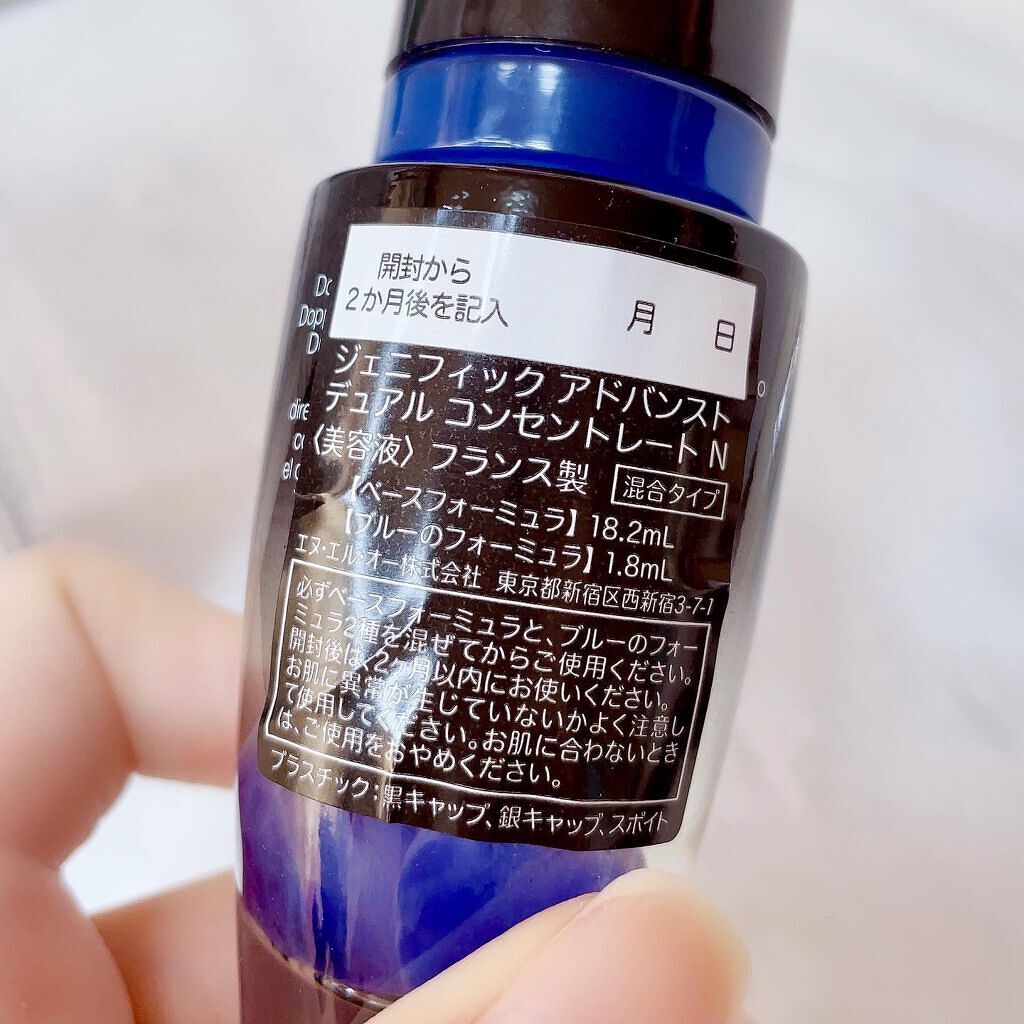 開封から
2か月後を記入 月 日
ジェニフィック アドバンスト
デュアル コンセントレート N
〈美容液〉フランス製 混合タイプ
【ベースフォーミュラ】18.2mL
【ブルーのフォーミュラ】1.8mL
エヌ・エル・オー株式会社 東京都新宿区西新宿3-7-1
必ずベースフォーミュラと、ブルーのフォー
ミュラ2種を混ぜてからご使用ください。
開封後は、2ケ月以内にお使いください。
お肌に異常が生じていないかよく注意し
て使用してください。お肌に合わないとき
は、ご使用をおやめください。
プラスチック；黒キャップ、銀キャップ、スポイト